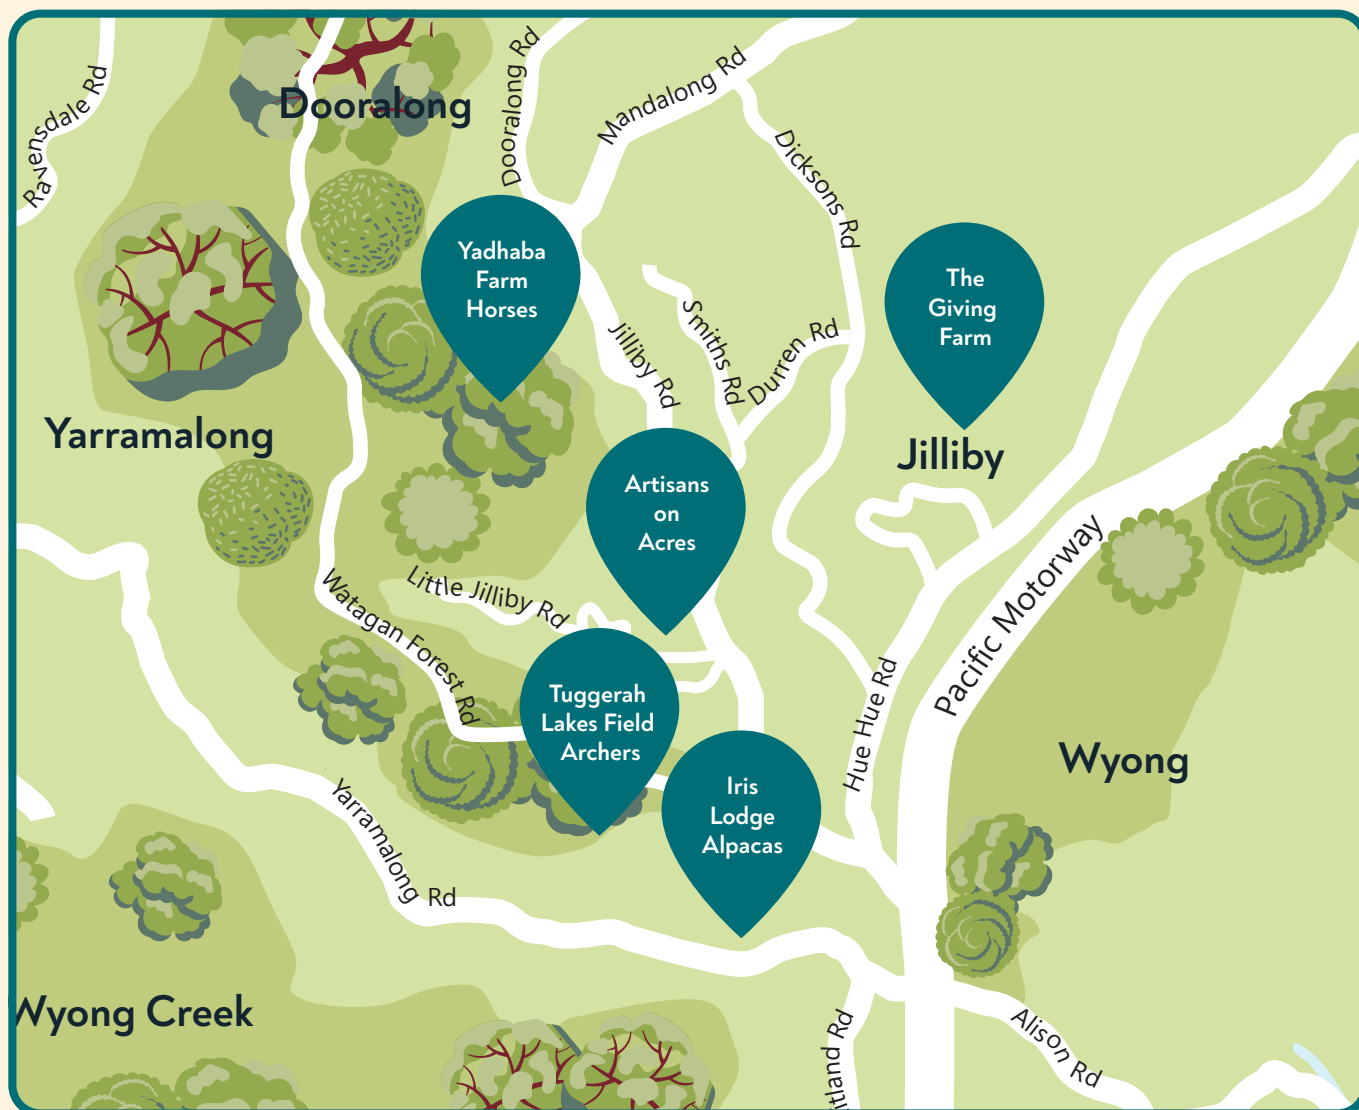 Ravensdale Rd
Dooralong
Dooralong Rd
Mandalong Rd
Dicksons Rd
Yadhaba
Farm
Horses
The
Giving
Farm
Smiths Rd
Jilliby Rd
Durren Rd
Yarramalong
Jilliby
Artisans
on
Acres
Pacific Motorway
Little Jilliby Rd
Watagan Forest Rd
Tuggerah
Lakes Field
Archers
Hue Hue Rd
Wyong
Iris
Lodge
Alpacas
Yarramalong Rd
Wyong Creek
Alison Rd
Rd